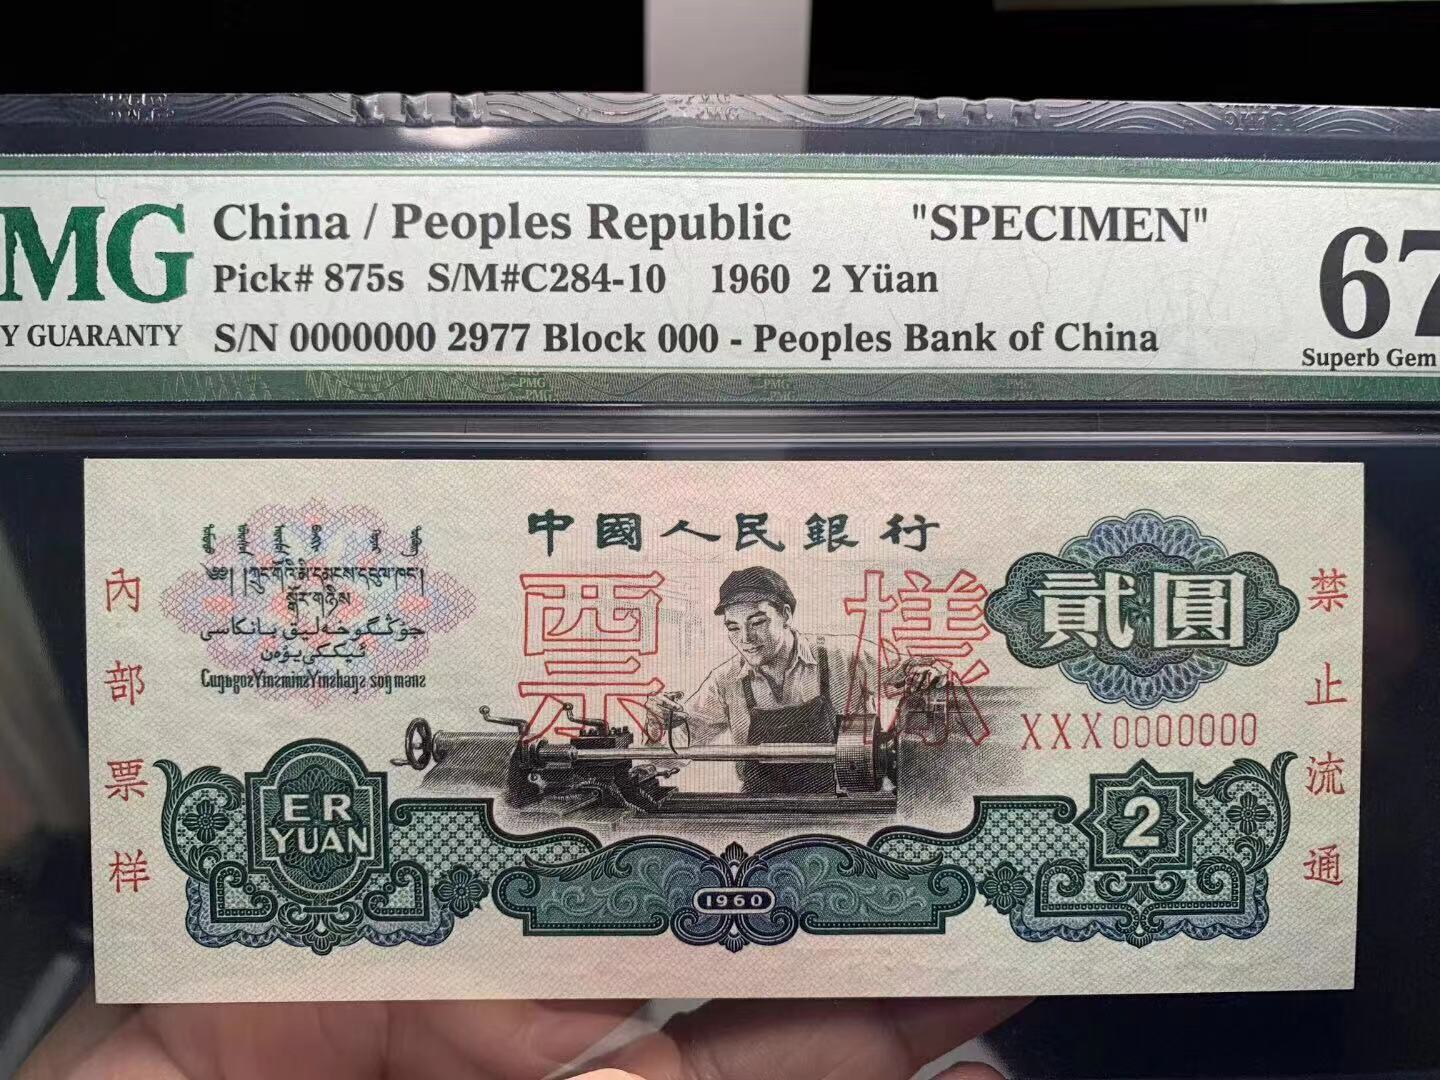 MG
China / Peoples Republic "SPECIMEN"
67
Pick# 875s S/M#C284-10 1960 2 Yüan
Y GUARANTY
S/N 0000000 2977 Block 000 - Peoples Bank of China
Superb Gem
中國人民銀行
票樣
貳圓
內部票样
禁止流通
XXX0000000
ER
YUAN
2
1960